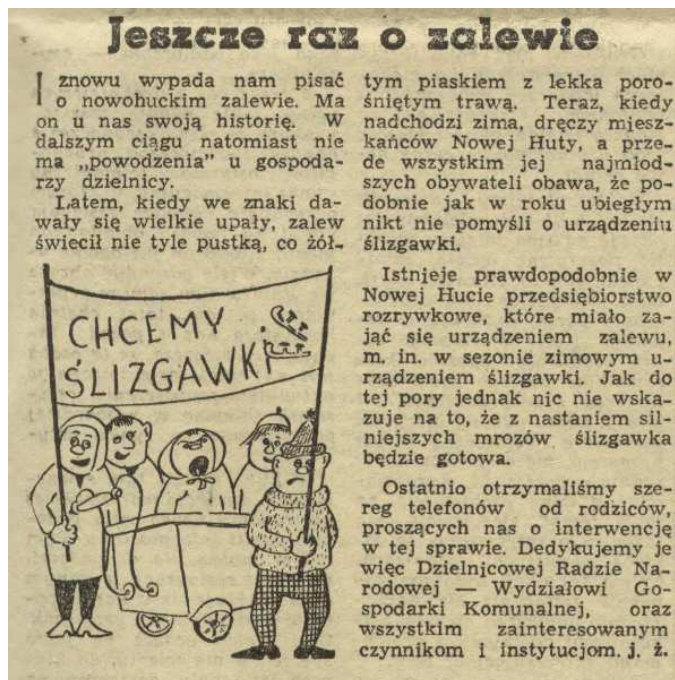 Jeszcze raz o zalewie
I znowu wypada nam pisać
o nowohuckim zalewie. Ma
on u nas swoją historię. W
dalszym ciągu natomiast nie
ma „powodzenia” u gospoda-
rzy dzielnicy.
Latem, kiedy we znaki da-
wały się wielkie upały, zalew
świecił nie tyle pustką, co żół-
CHCEMY
ŚLIZGAWKI
tym piaskiem z lekka poro-
śniętym trawą. Teraz, kiedy
nadchodzi zima, dręczy miesz-
kańców Nowej Huty, a prze-
de wszystkim jej najmłod-
szych obywateli obawa, że po-
dobnie jak w roku ubiegłym
nikt nie pomyśli o urządzeniu
ślizgawki.
Istnieje prawdopodobnie w
Nowej Hucie przedsiębiorstwo
rozrywkowe, które miało za-
jąć się urządzeniem zalewu,
m. in. w sezonie zimowym u-
rządzeniem ślizgawki. Jak do
tej pory jednak nic nie wska-
zuje na to, że z nastaniem sil-
niejszych mrozów ślizgawka
będzie gotowa.
Ostatnio otrzymaliśmy sze-
reg telefonów od rodziców,
proszących nas o interwencję
w tej sprawie. Dedykujemy je
więc Dzielnicowej Radzie Na-
rodowej — Wydziałowi Go-
spodarki Komunalnej, oraz
wszystkim zainteresowanym
czynnikom i instytucjom. j. ż.